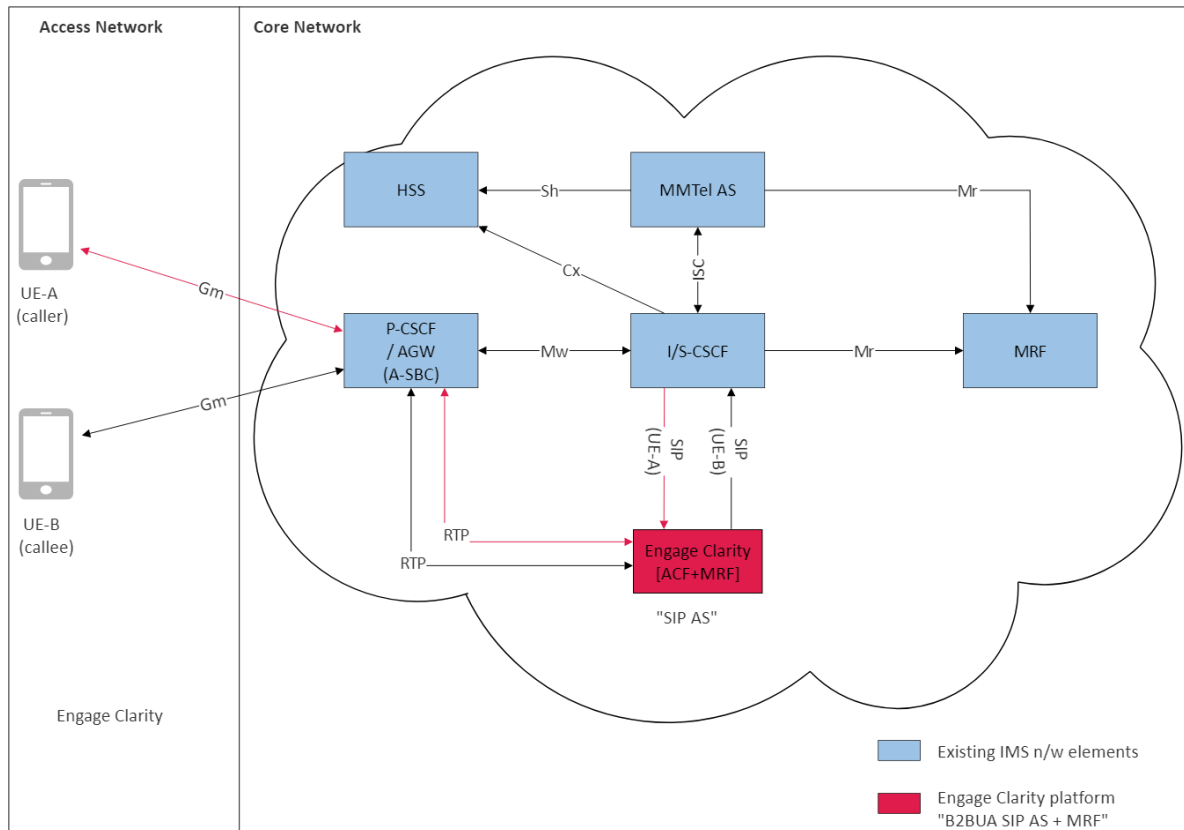 Access Network
Core Network
HSS
Sh
MMTel AS
Mr
UE-A
(caller)
Gm
Cx
ISC
P-CSCF
/ AGW
(A-SBC)
Mw
I/S-CSCF
Mr
MRF
Gm
UE-B
(callee)
SIP
(UE-A)
SIP
(UE-B)
RTP
RTP
Engage Clarity
[ACF+MRF]
"SIP AS"
Engage Clarity
Existing IMS n/w elements
Engage Clarity platform
"B2BUA SIP AS + MRF"